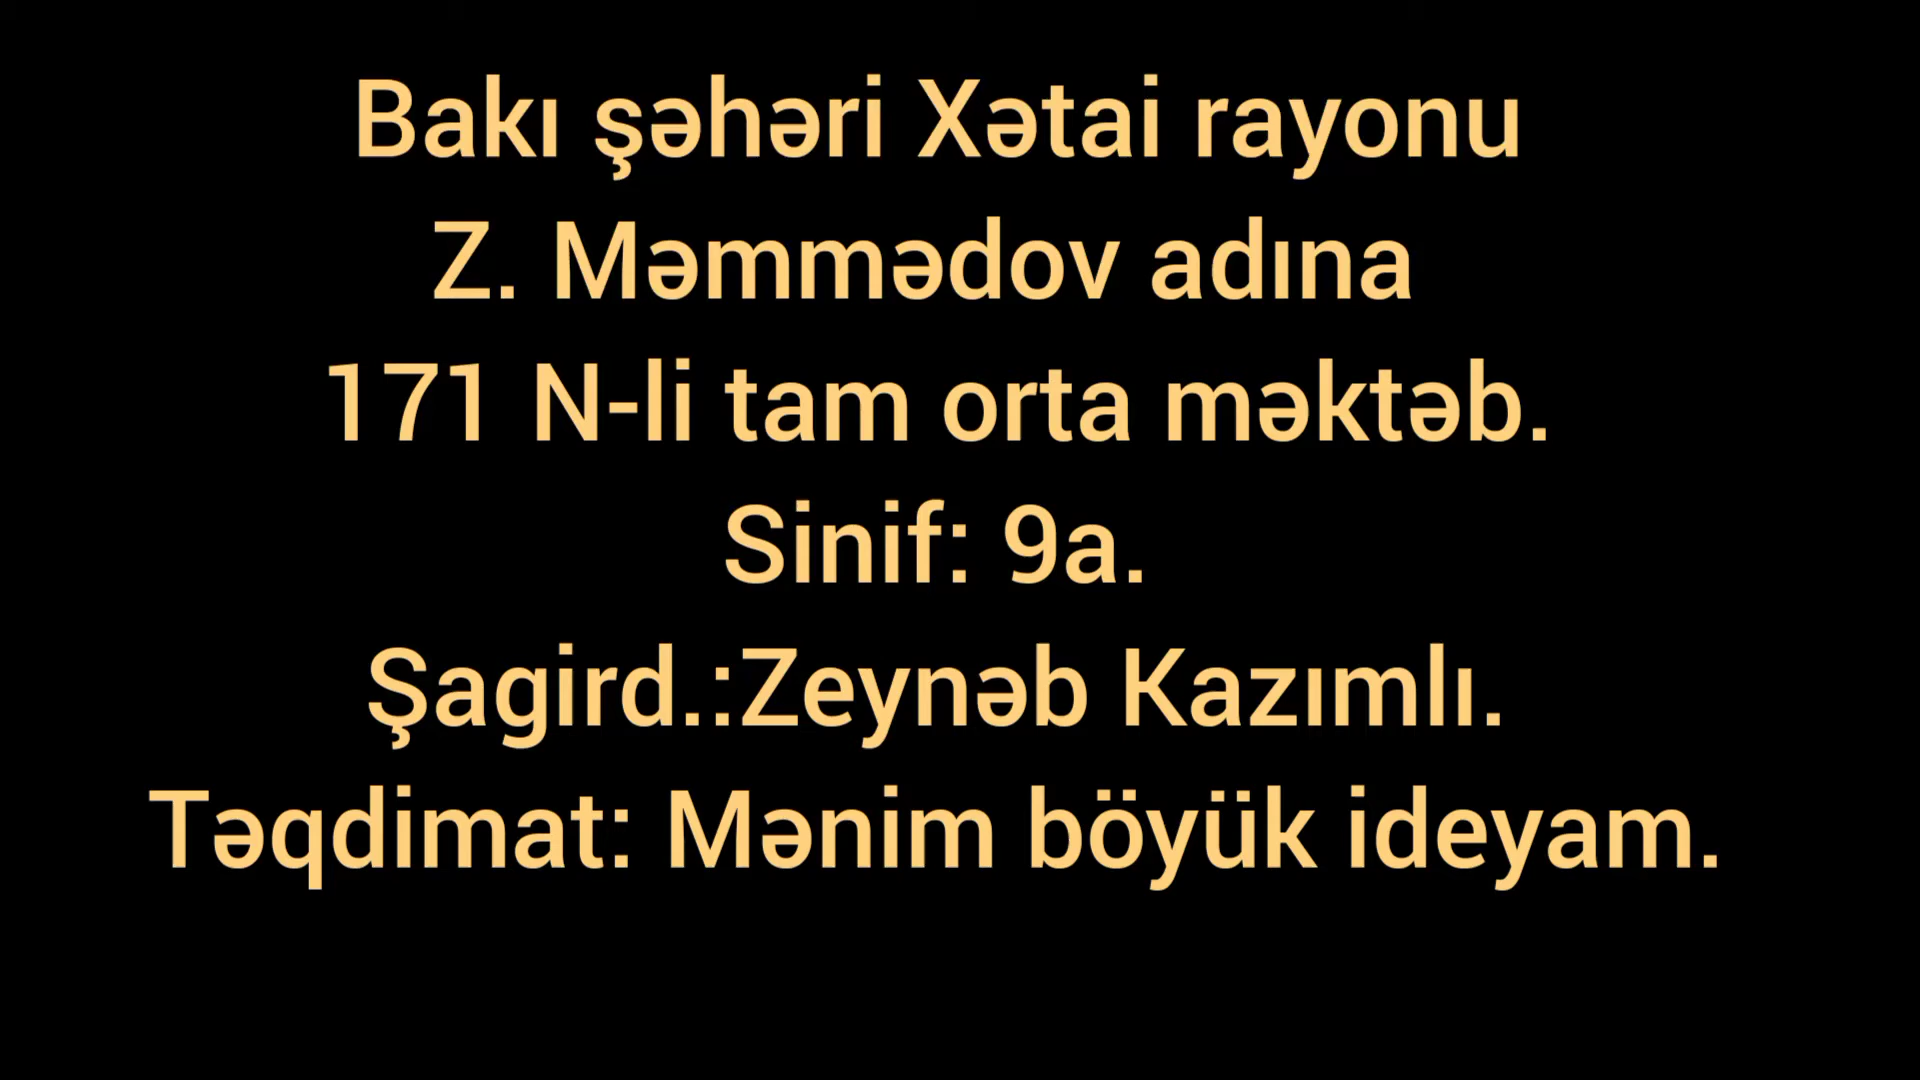 Bakı şəhəri Xətai rayonu
Z. Məmmədov adına
171 N-li tam orta məktəb.
Sinif: 9a.
Şagird.:Zeynəb Kazımlı.
Təqdimat: Mənim böyük ideyam.